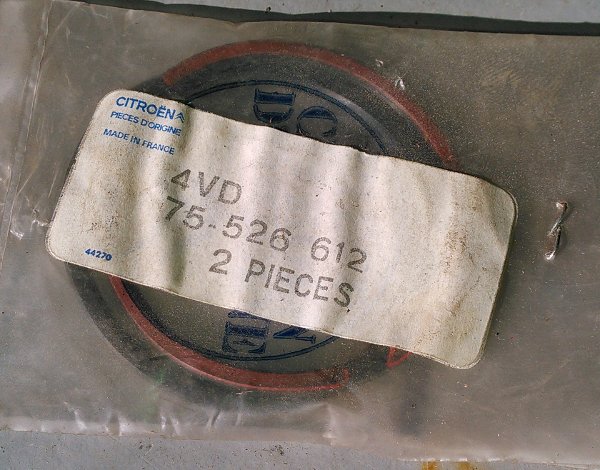 CITROËN
PIECES D'ORIGINE
MADE IN FRANCE
4VD
75-526 612
2 PIECES
44270